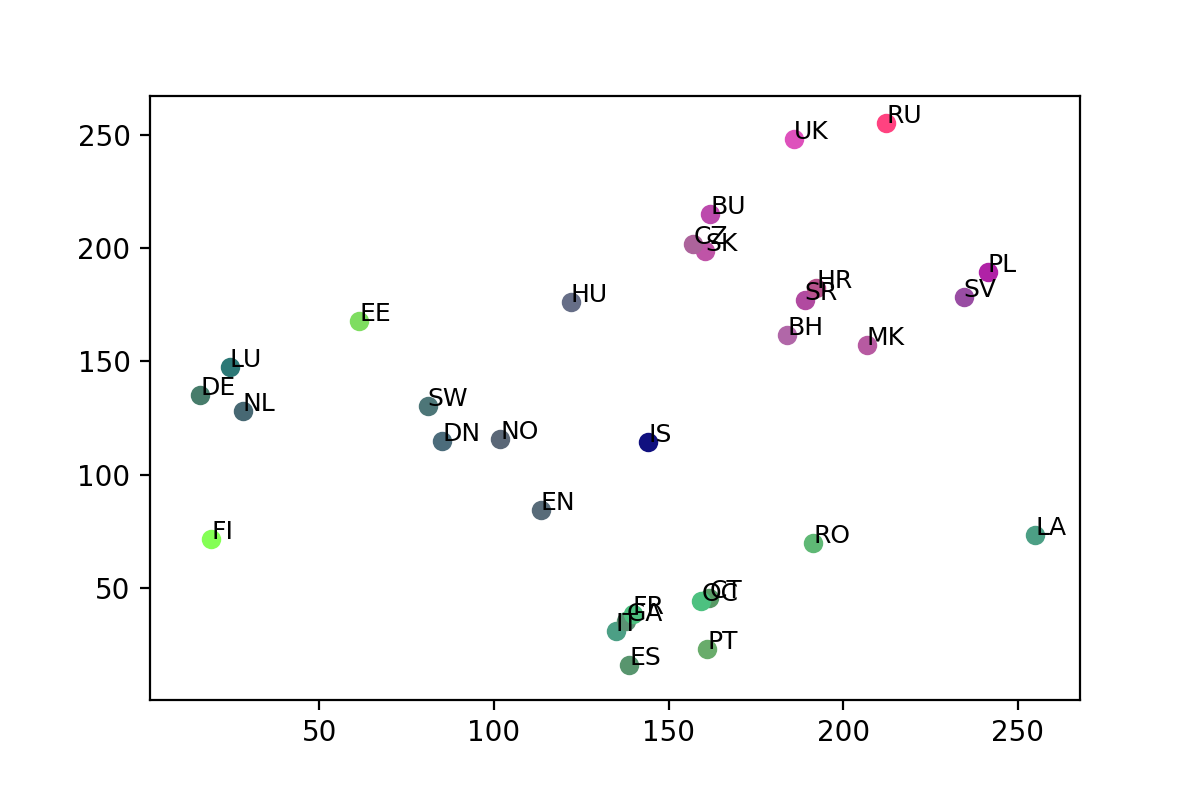 250
200
150
100
50
RU
UK
BU
CZ
SK
PL
HR
SV
SR
HU
EE
BH
MK
LU
DE
NL
SW
DN
NO
IS
EN
FI
RO
LA
CT
OC
FR
GA
IT
PT
ES
50
100
150
200
250